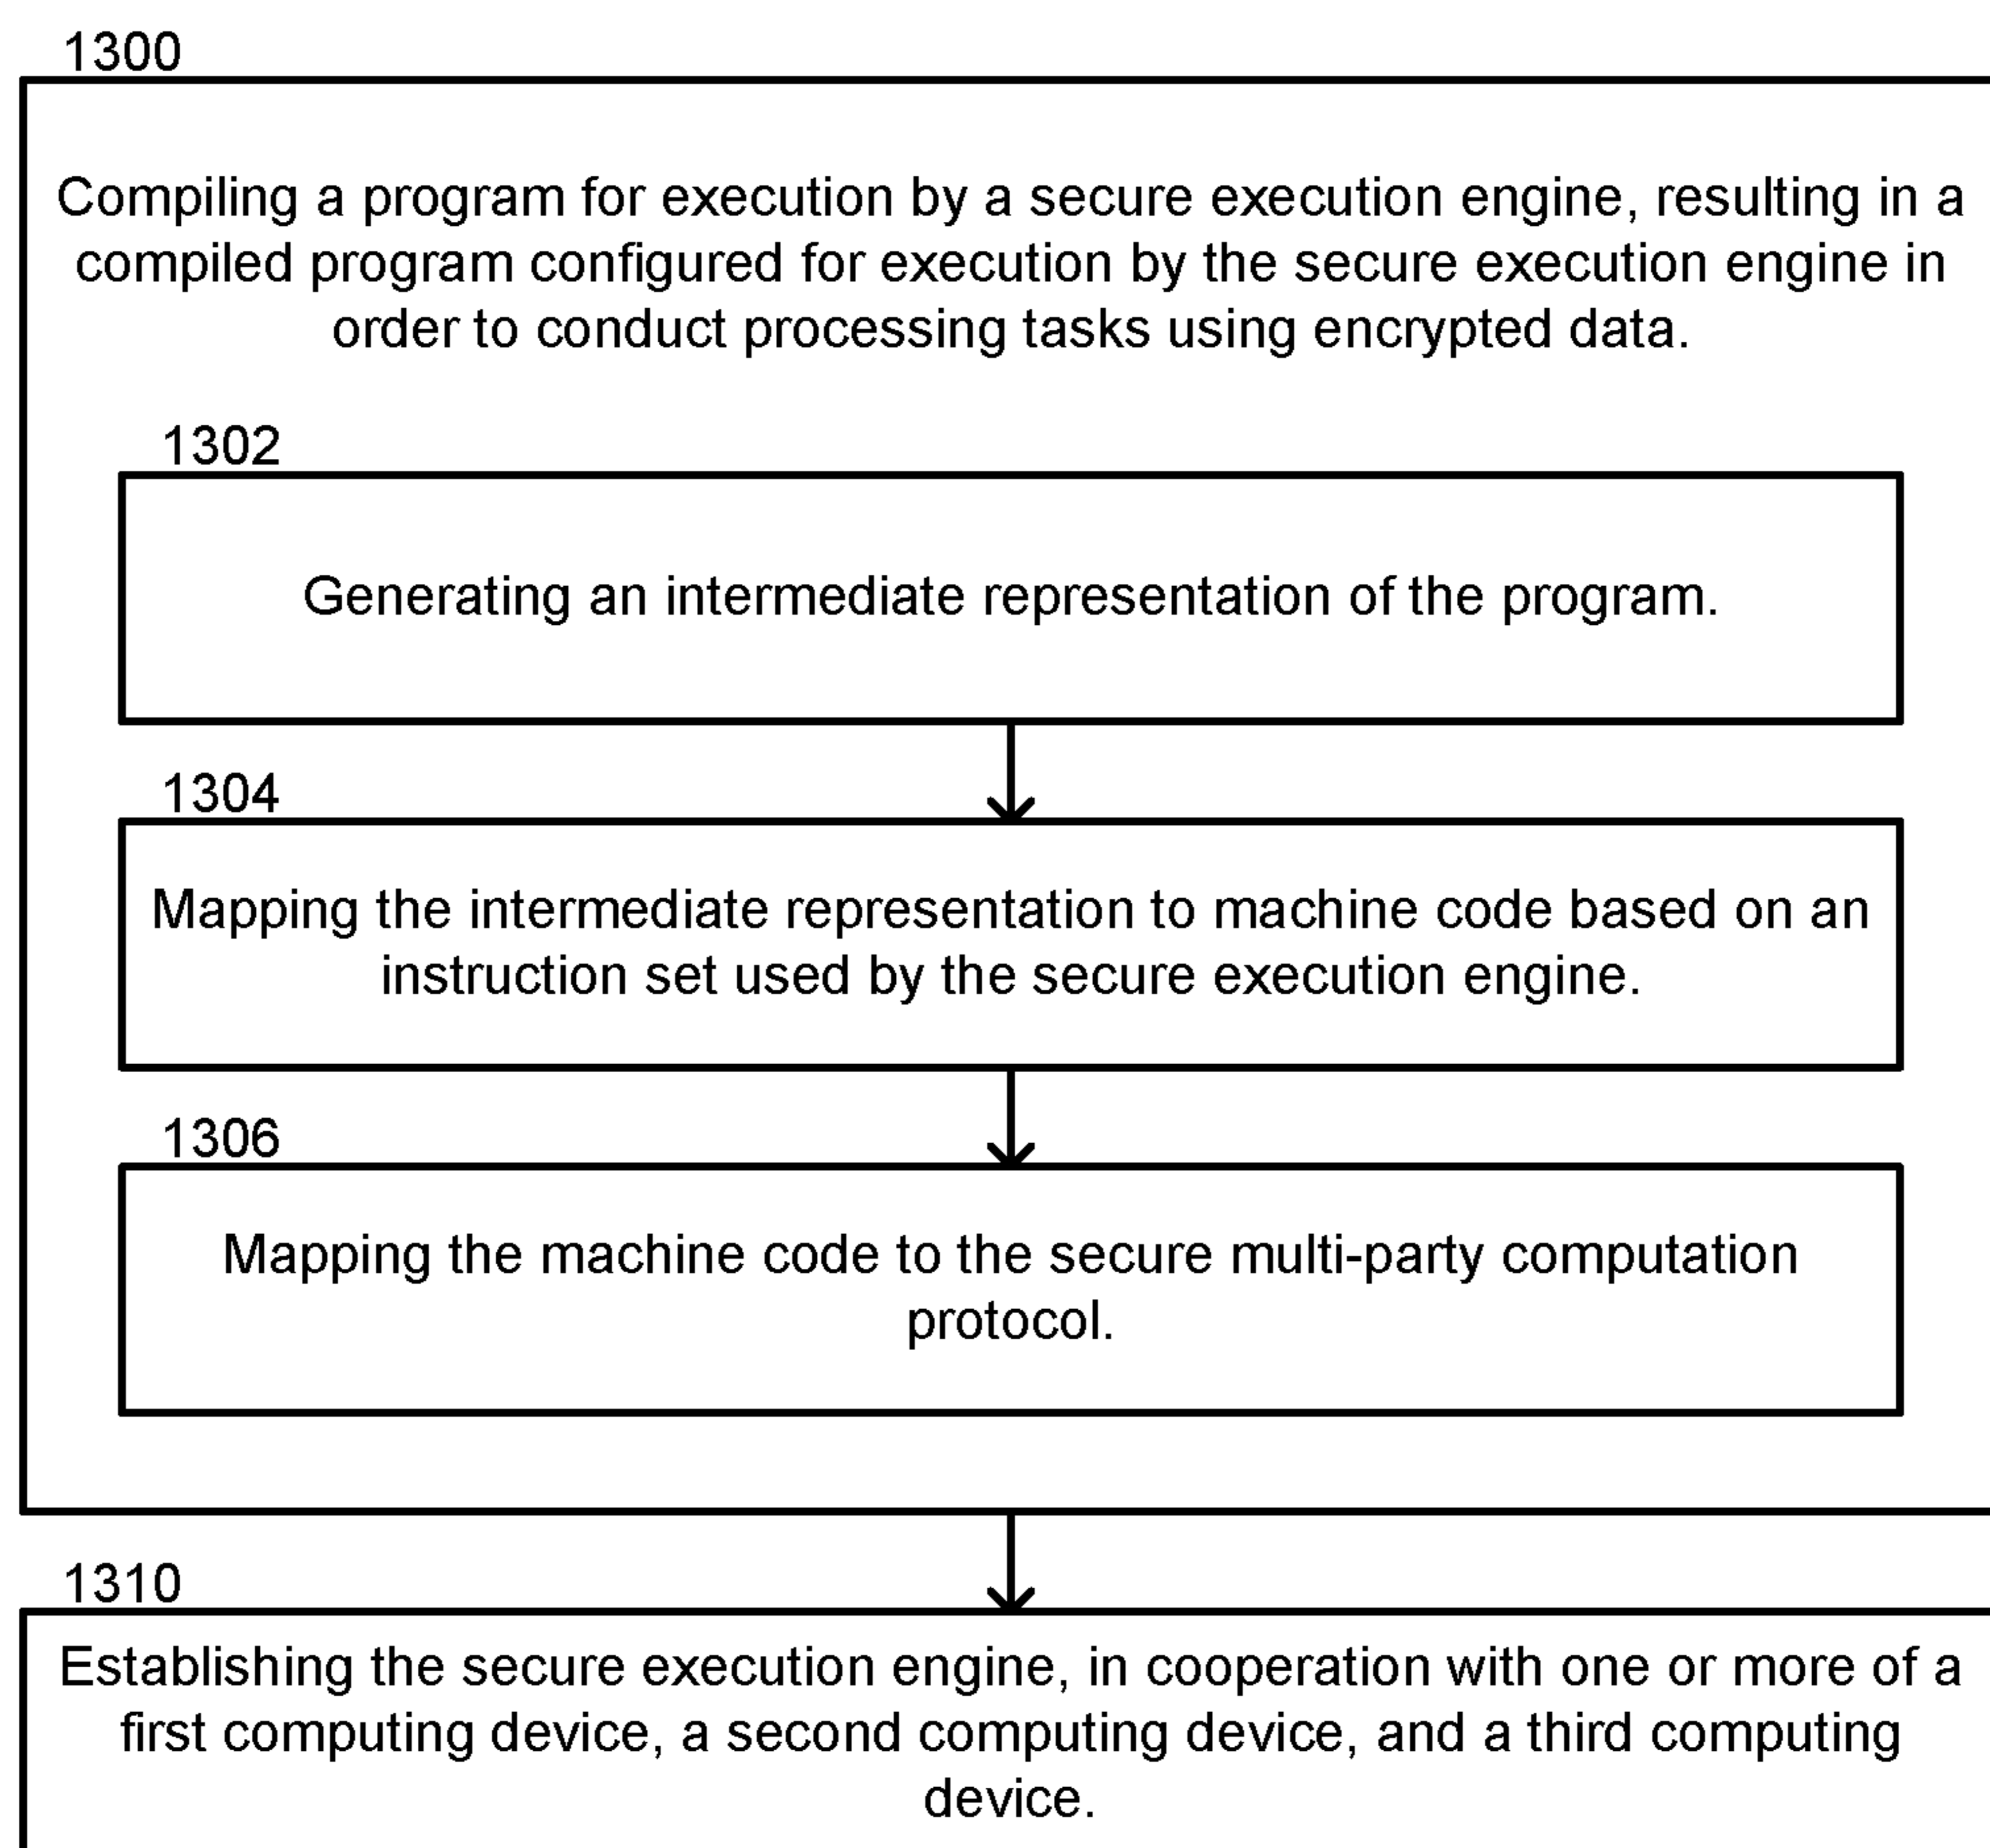 1300
Compiling a program for execution by a secure execution engine, resulting in a
compiled program configured for execution by the secure execution engine in
order to conduct processing tasks using encrypted data.
1302
Generating an intermediate representation of the program.
1304
Mapping the intermediate representation to machine code based on an
instruction set used by the secure execution engine.
1306
Mapping the machine code to the secure multi-party computation
protocol.
1310
Establishing the secure execution engine, in cooperation with one or more of a
first computing device, a second computing device, and a third computing
device.